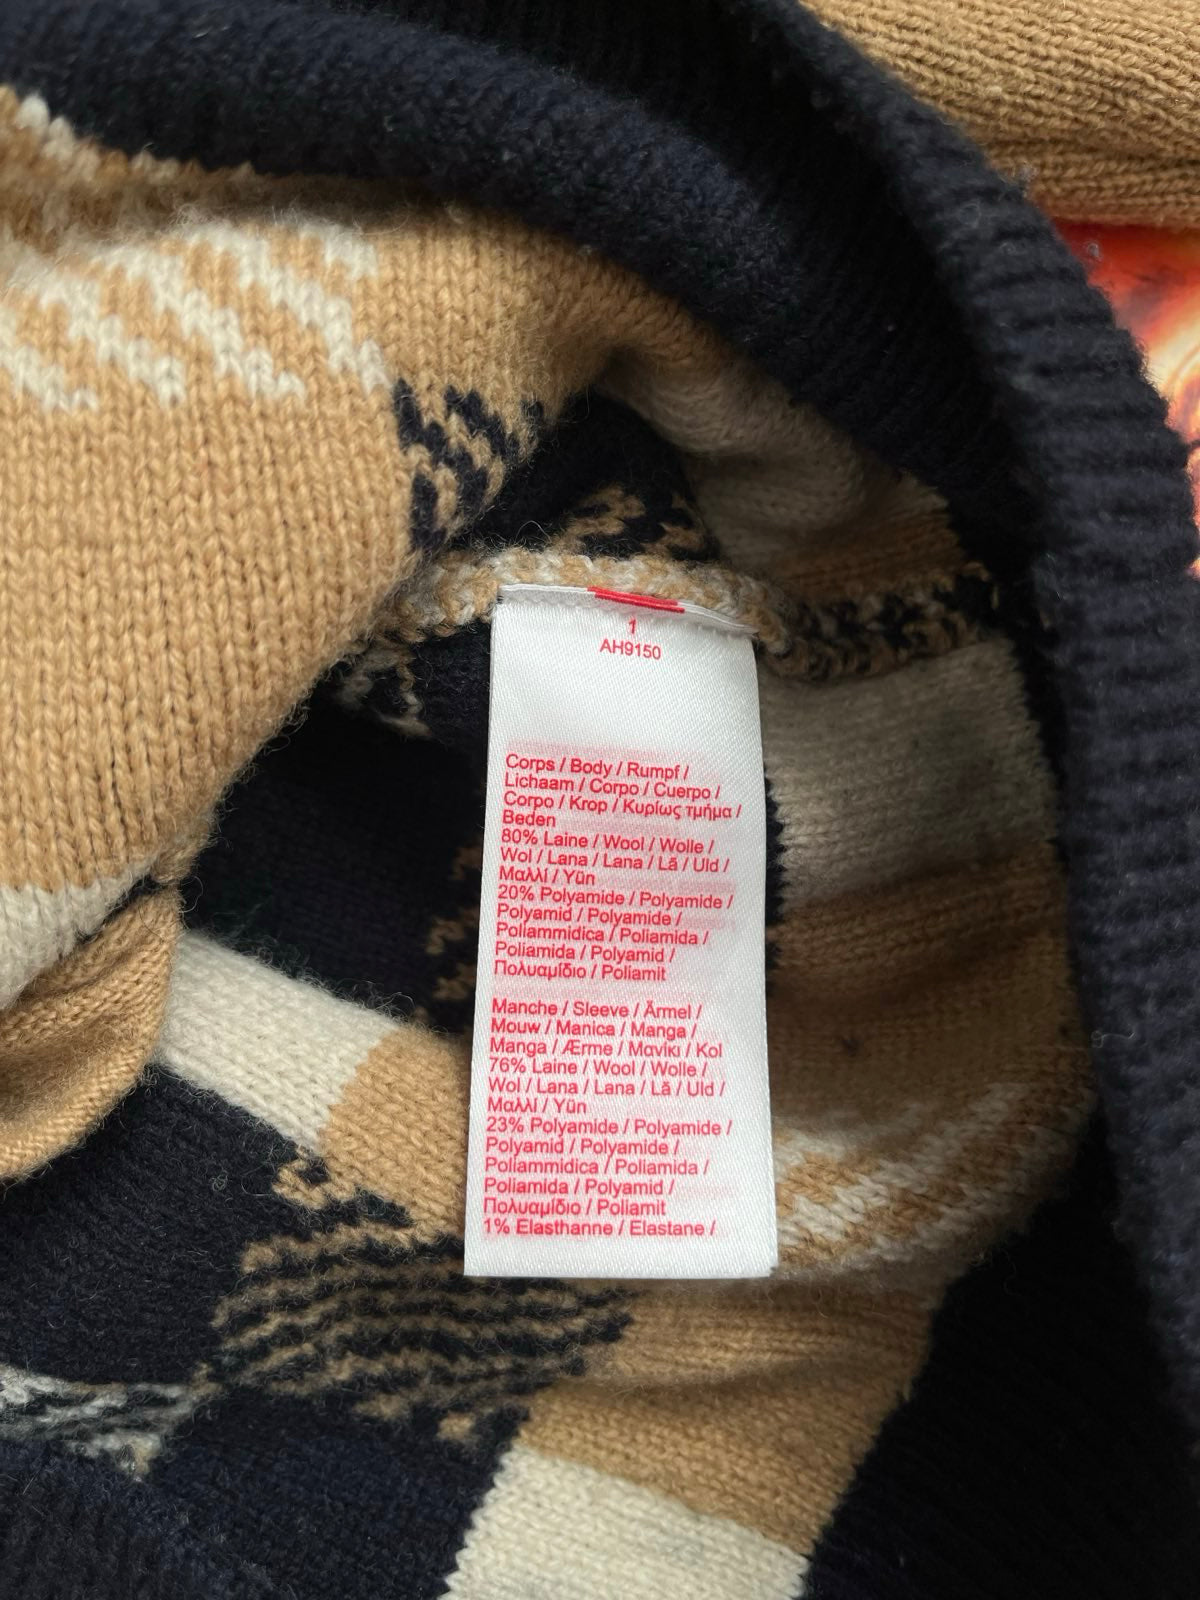 1
AH9150
Corps / Body / Rumpf /
Lichaam / Corpo / Cuerpo /
Corpo / Krop / Κυρίως τμήμα /
Beden
80% Laine / Wool / Wolle /
Wol / Lana / Lana / Lã / Uld /
Μαλλί / Yün
20% Polyamide / Polyamide /
Polyamid / Polyamide /
Poliammidica / Poliamida /
Poliamida / Polyamid /
Πολυαμίδιο / Poliamit
Manche / Sleeve / Ärmel /
Mouw / Manica / Manga /
Manga / Ærme / Μανίκι / Kol
76% Laine / Wool / Wolle /
Wol / Lana / Lana / Lã / Uld /
Μαλλί / Yün
23% Polyamide / Polyamide /
Polyamid / Polyamide /
Poliammidica / Poliamida /
Poliamida / Polyamid /
Πολυαμίδιο / Poliamit
1% Elasthanne / Elastane /